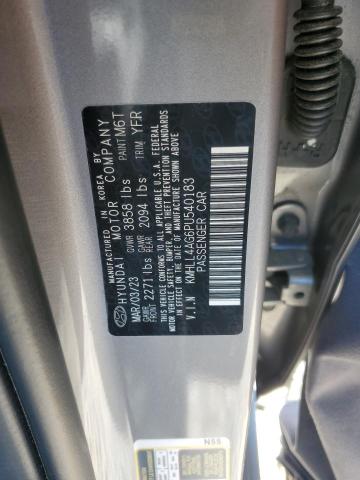 MANUFACTURED IN KOREA BY
HYUNDAI MOTOR COMPANY
MAR/03/23 GVWR 3858 lbs PAINT M6T
GAWR FRONT 2271 lbs GAWR REAR 2094 lbs TRIM YFR
THIS VEHICLE CONFORMS TO ALL APPLICABLE U.S.A. FEDERAL
MOTOR VEHICLE SAFETY, BUMPER, AND THEFT PREVENTION
STANDARDS IN EFFECT ON THE DATE OF MANUFACTURE SHOWN ABOVE.
V.I.N KMHLL4AG6PU540183
PASSENGER CAR
NSS